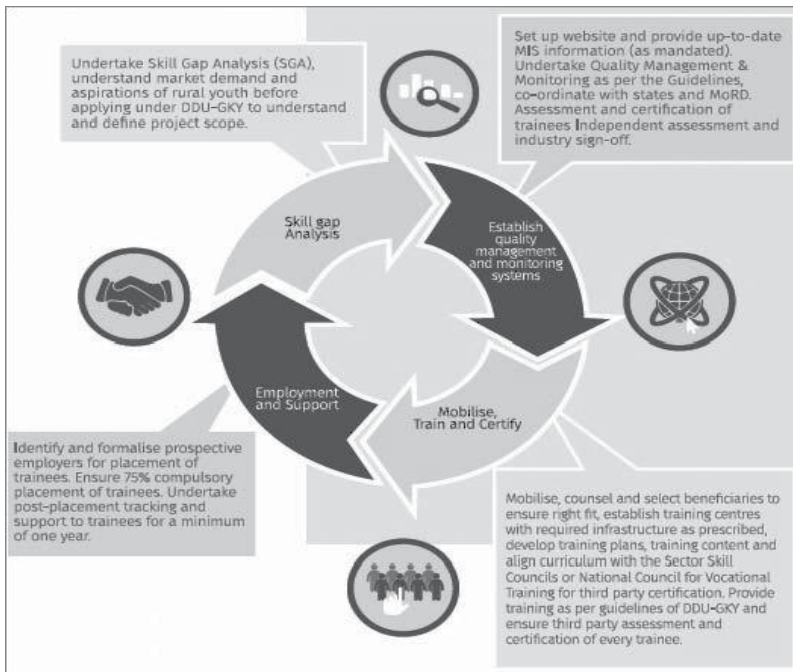 Undertake Skill Gap Analysis (SGA),
understand market demand and
aspirations of rural youth before
applying under DDU-GKY to understand
and define project scope.
Set up website and provide up-to-date
MIS information (as mandated).
Undertake Quality Management &
Monitoring as per the Guidelines,
co-ordinate with states and MoRD.
Assessment and certification of
trainees Independent assessment and
industry sign-off.
Skill gap
Analysis
Establish
quality
management
and monitoring
systems
Employment
and Support
Mobilise,
Train and Certify
Identify and formalise prospective
employers for placement of
trainees. Ensure 75% compulsory
placement of trainees. Undertake
post-placement tracking and
support to trainees for a minimum
of one year.
Mobilise, counsel and select beneficiaries to
ensure right fit, establish training centres
with required infrastructure as prescribed,
develop training plans, training content and
align curriculum with the Sector Skill
Councils or National Council for Vocational
Training for third party certification. Provide
training as per guidelines of DDU-GKY and
ensure third party assessment and
certification of every trainee.